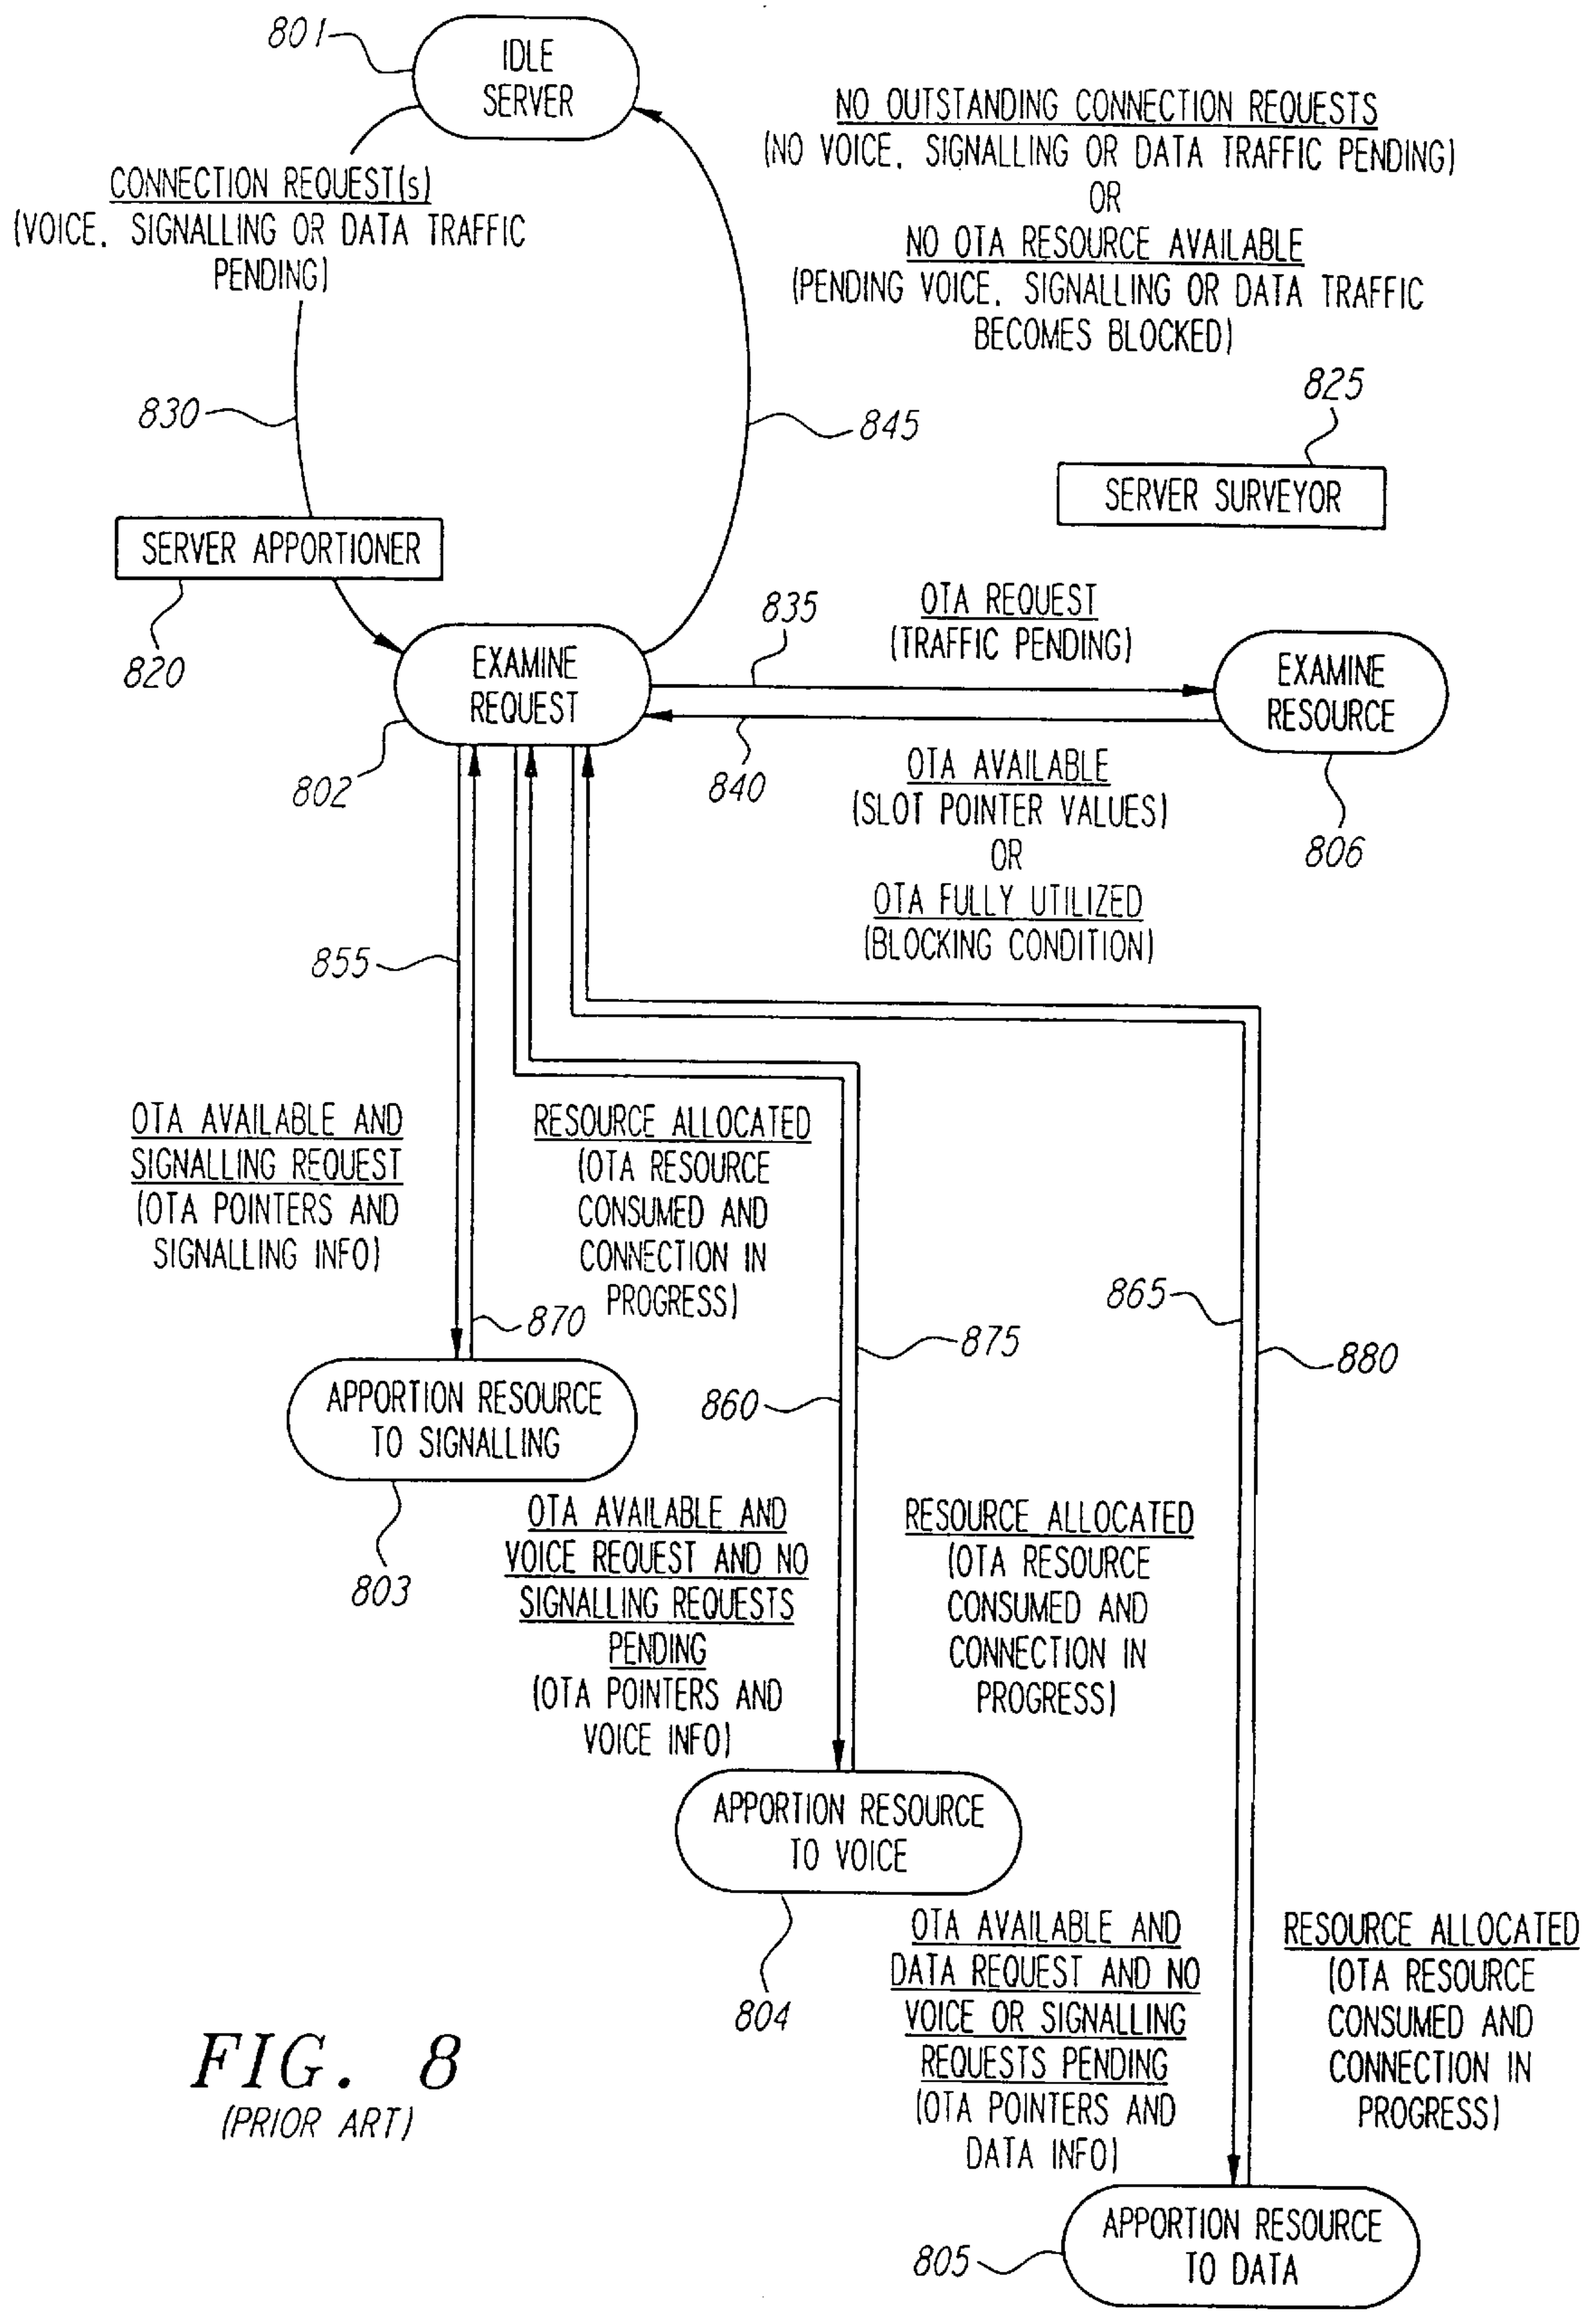 801
IDLE
SERVER
CONNECTION REQUEST(s)
(VOICE, SIGNALLING OR DATA TRAFFIC
PENDING)
NO OUTSTANDING CONNECTION REQUESTS
(NO VOICE, SIGNALLING OR DATA TRAFFIC PENDING)
OR
NO OTA RESOURCE AVAILABLE
(PENDING VOICE, SIGNALLING OR DATA TRAFFIC
BECOMES BLOCKED)
830
845
825
SERVER SURVEYOR
SERVER APPORTIONER
820
EXAMINE
REQUEST
802
835
OTA REQUEST
(TRAFFIC PENDING)
EXAMINE
RESOURCE
806
840
OTA AVAILABLE
(SLOT POINTER VALUES)
OR
OTA FULLY UTILIZED
(BLOCKING CONDITION)
855
OTA AVAILABLE AND
SIGNALLING REQUEST
(OTA POINTERS AND
SIGNALLING INFO)
RESOURCE ALLOCATED
(OTA RESOURCE
CONSUMED AND
CONNECTION IN
PROGRESS)
870
865
875
880
860
APPORTION RESOURCE
TO SIGNALLING
803
OTA AVAILABLE AND
VOICE REQUEST AND NO
SIGNALLING REQUESTS
PENDING
(OTA POINTERS AND
VOICE INFO)
RESOURCE ALLOCATED
(OTA RESOURCE
CONSUMED AND
CONNECTION IN
PROGRESS)
APPORTION RESOURCE
TO VOICE
804
OTA AVAILABLE AND
DATA REQUEST AND NO
VOICE OR SIGNALLING
REQUESTS PENDING
(OTA POINTERS AND
DATA INFO)
RESOURCE ALLOCATED
(OTA RESOURCE
CONSUMED AND
CONNECTION IN
PROGRESS)
APPORTION RESOURCE
TO DATA
805
FIG. 8
(PRIOR ART)